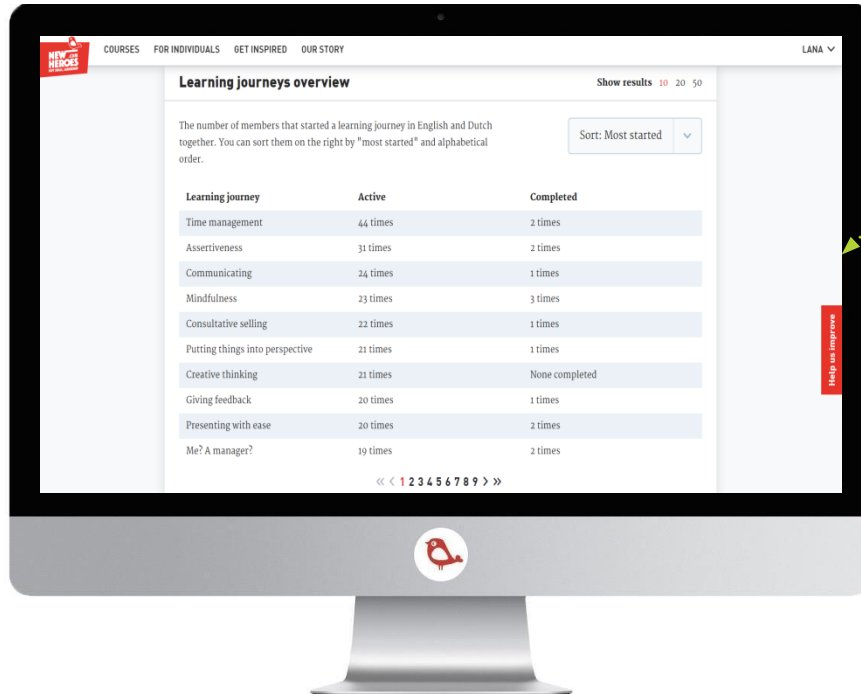 NEW
HEROES
COURSES FOR INDIVIDUALS GET INSPIRED OUR STORY LANA
Learning journeys overview Show results 10 20 50
The number of members that started a learning journey in English and Dutch
together. You can sort them on the right by "most started" and alphabetical
order.
Sort: Most started
Learning journey Active Completed
Time management 44 times 2 times
Assertiveness 31 times 2 times
Communicating 24 times 1 times
Mindfulness 23 times 3 times
Consultative selling 22 times 1 times
Putting things into perspective 21 times 1 times
Creative thinking 21 times None completed
Giving feedback 20 times 1 times
Presenting with ease 20 times 2 times
Me? A manager? 19 times 2 times
« < 1 2 3 4 5 6 7 8 9 > »
Help us improve